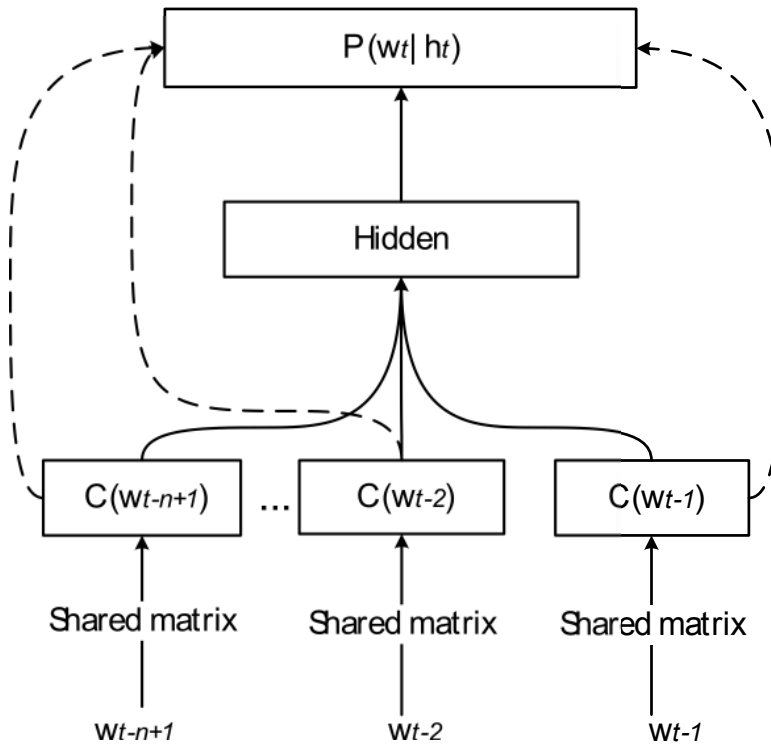 P(wt| ht)
Hidden
C(wt-n+1) ... C(wt-2) C(wt-1)
Shared matrix Shared matrix Shared matrix
wt-n+1 wt-2 wt-1